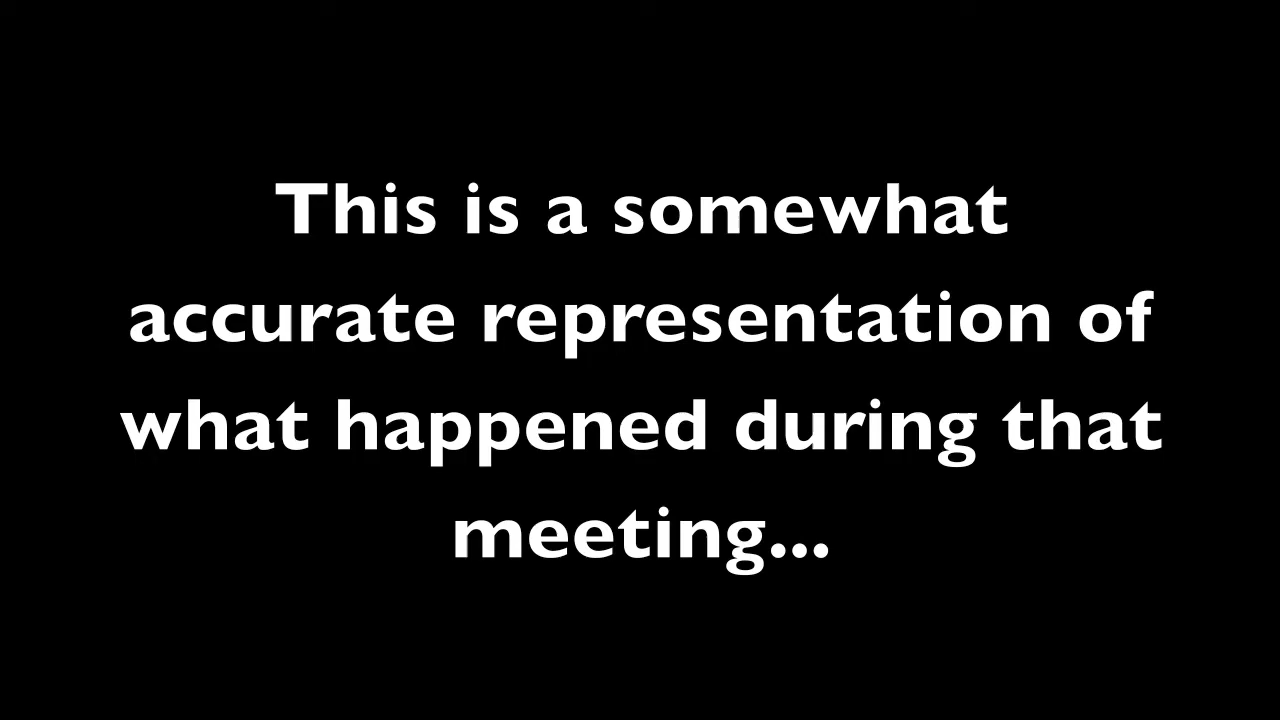 This is a somewhat
accurate representation of
what happened during that
meeting...